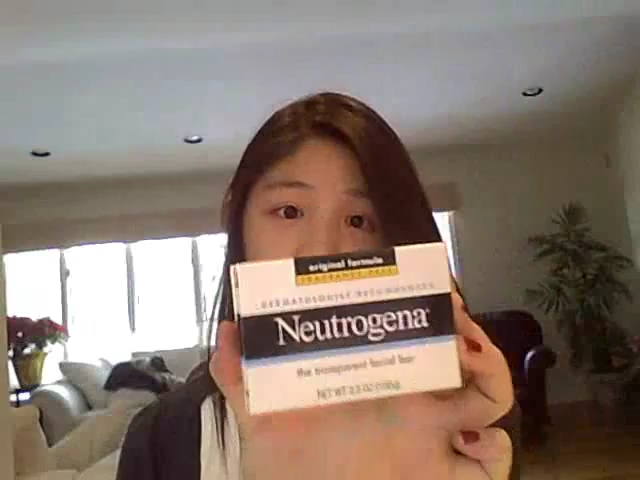 original formula
FRAGRANCE FREE
DERMATOLOGIST RECOMMENDED
Neutrogena®
the transparent facial bar
NET WT 3.5 OZ (100g)